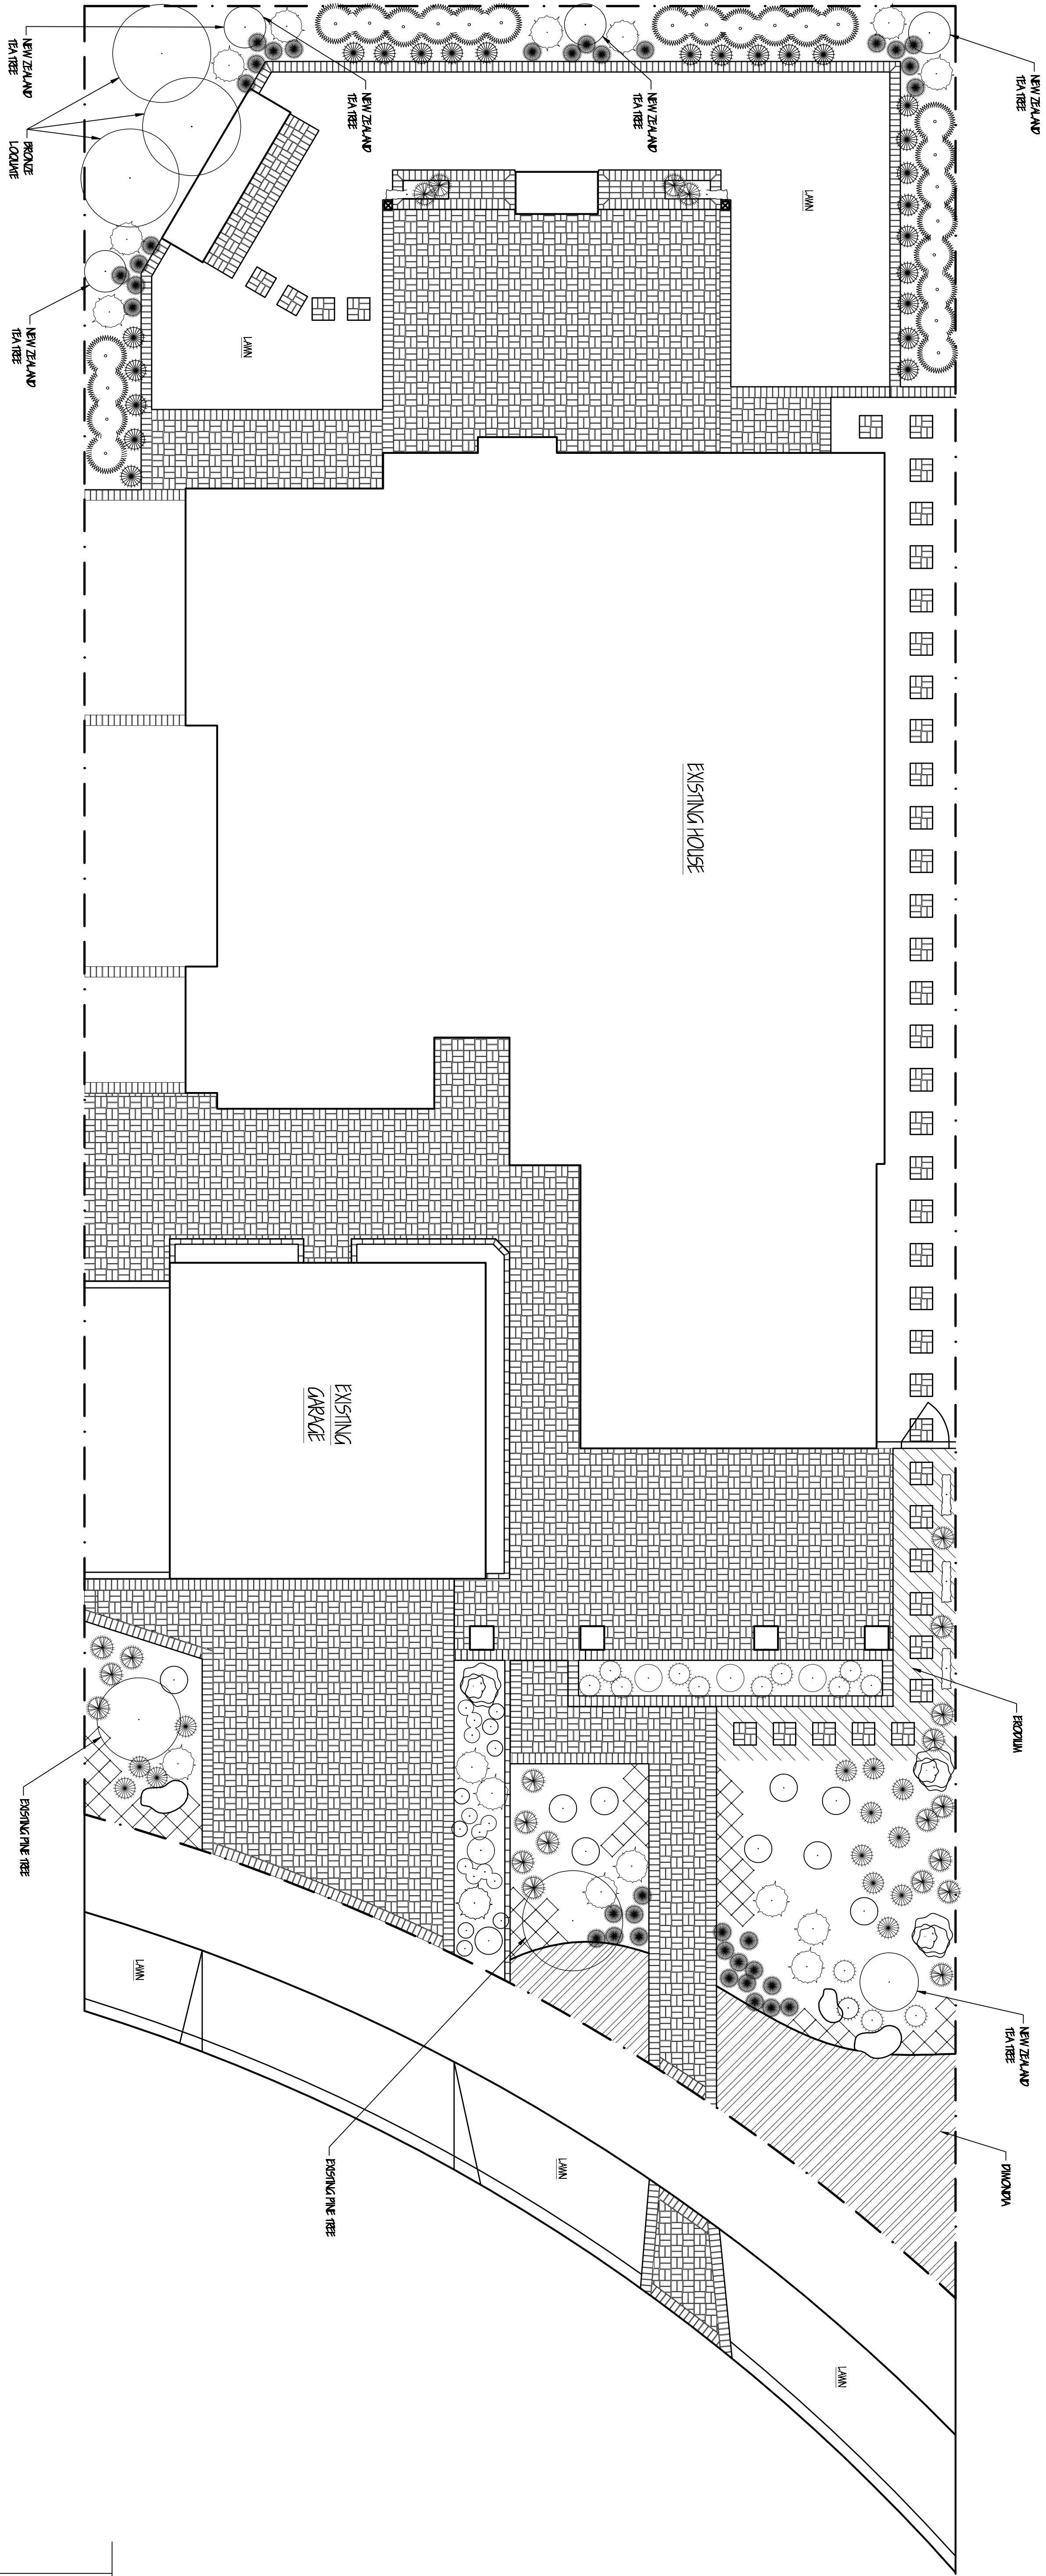 NEW ZEALAND
TEA TREE
NEW ZEALAND
TEA TREE
NEW ZEALAND
TEA TREE
NEW ZEALAND
TEA TREE
BRONZE
LOQUATE
NEW ZEALAND
TEA TREE
LAWN
LAWN
EXISTING HOUSE
EXISTING
GARAGE
ERODIUM
EXISTING PINE TREE
NEW ZEALAND
TEA TREE
DIMONDIA
EXISTING PINE TREE
LAWN
LAWN
LAWN